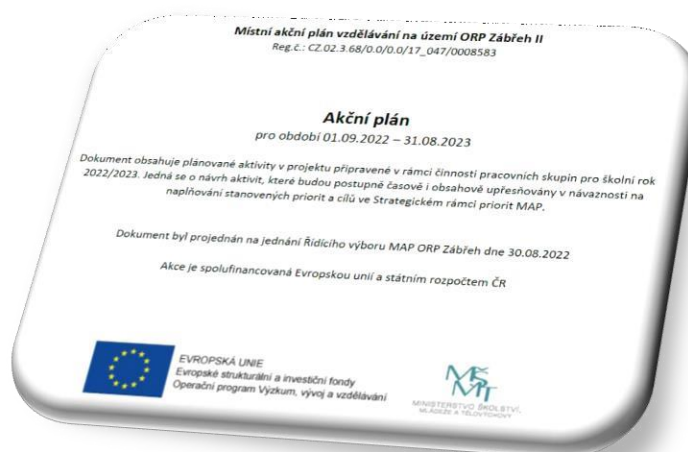 Místní akční plán vzdělávání na území ORP Zábřeh II
Reg.č.: CZ.02.3.68/0.0/0.0/17_047/0008583
Akční plán
pro období 01.09.2022 – 31.08.2023
Dokument obsahuje plánované aktivity v projektu připravené v rámci činnosti pracovních skupin pro školní rok
2022/2023. Jedná se o návrh aktivit, které budou postupně časově i obsahově upřesňovány v návaznosti na
naplňování stanovených priorit a cílů ve Strategickém rámci priorit MAP.
Dokument byl projednán na jednání Řídícího výboru MAP ORP Zábřeh dne 30.08.2022
Akce je spolufinancovaná Evropskou unií a státním rozpočtem ČR
EVROPSKÁ UNIE
Evropské strukturální a investiční fondy
Operační program Výzkum, vývoj a vzdělávání
MŠMT
MINISTERSTVO ŠKOLSTVÍ,
MLÁDEŽE A TĚLOVÝCHOVY